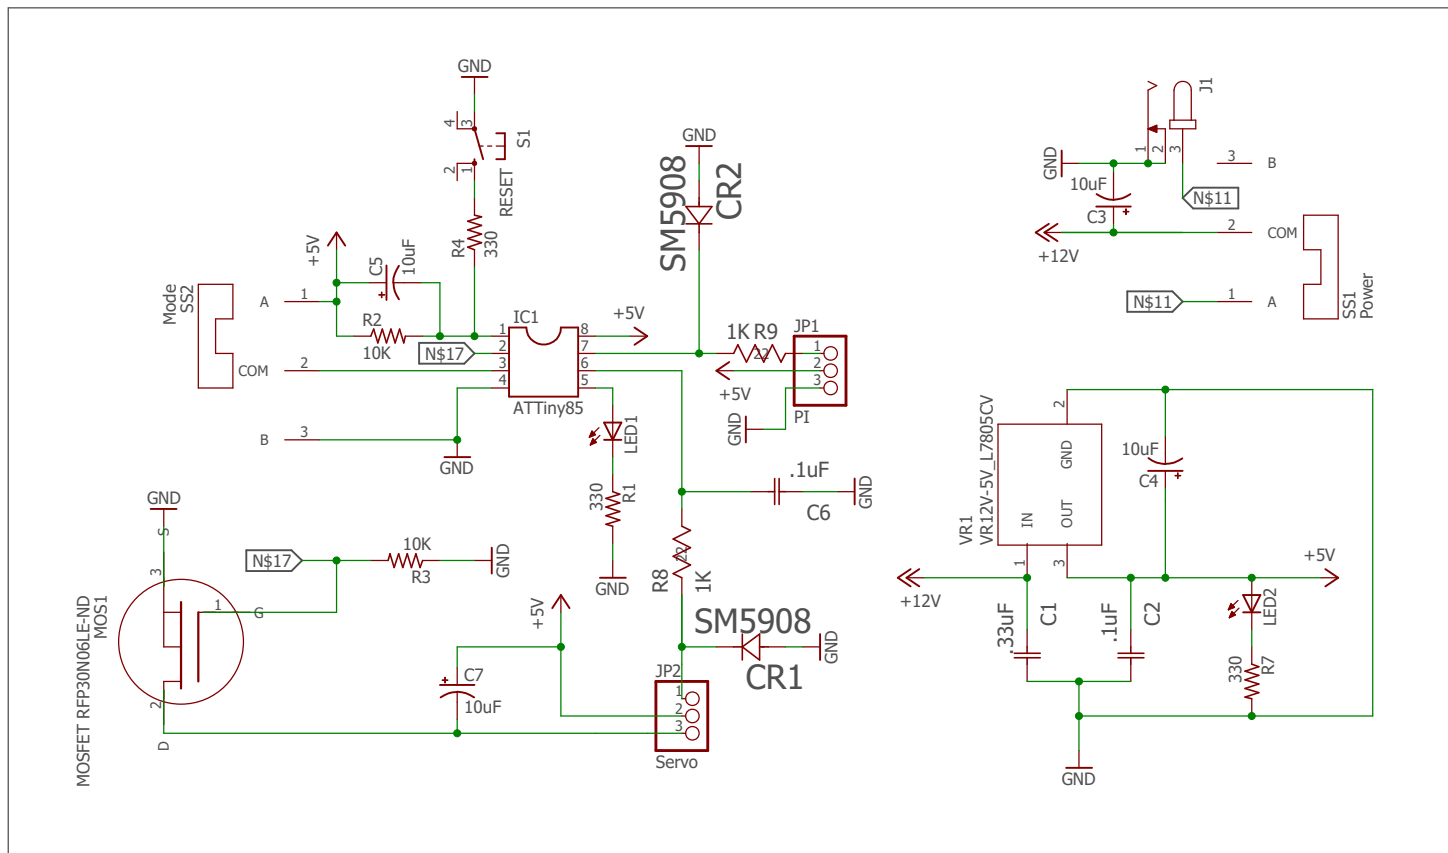 GND
4
3
S1
2
1
RESET
R4
330
+5V
C5
10uF
Mode
SS2
A
1
R2
10K
N$17
COM
2
B
3
GND
IC1
1
2
3
4
8
7
6
5
ATTiny85
+5V
GND
SM5908
CR2
1K
R9
22
JP1
1
2
3
PI
+5V
GND
LED1
330
R1
GND
.1uF
C6
GND
R8
22
1K
SM5908
CR1
GND
JP2
1
2
3
Servo
+5V
C7
10uF
GND
S
3
1
G
2
D
MOSFET RFP30N06LE-ND
MOS1
N$17
10K
R3
GND
J1
1
2
3
GND
10uF
C3
+12V
N$11
3
B
2
COM
N$11
1
A
SS1
Power
2
GND
IN
OUT
1
3
VR1
VR12V-5V_L7805CV
10uF
C4
+12V
.33uF
C1
.1uF
C2
+5V
LED2
330
R7
GND